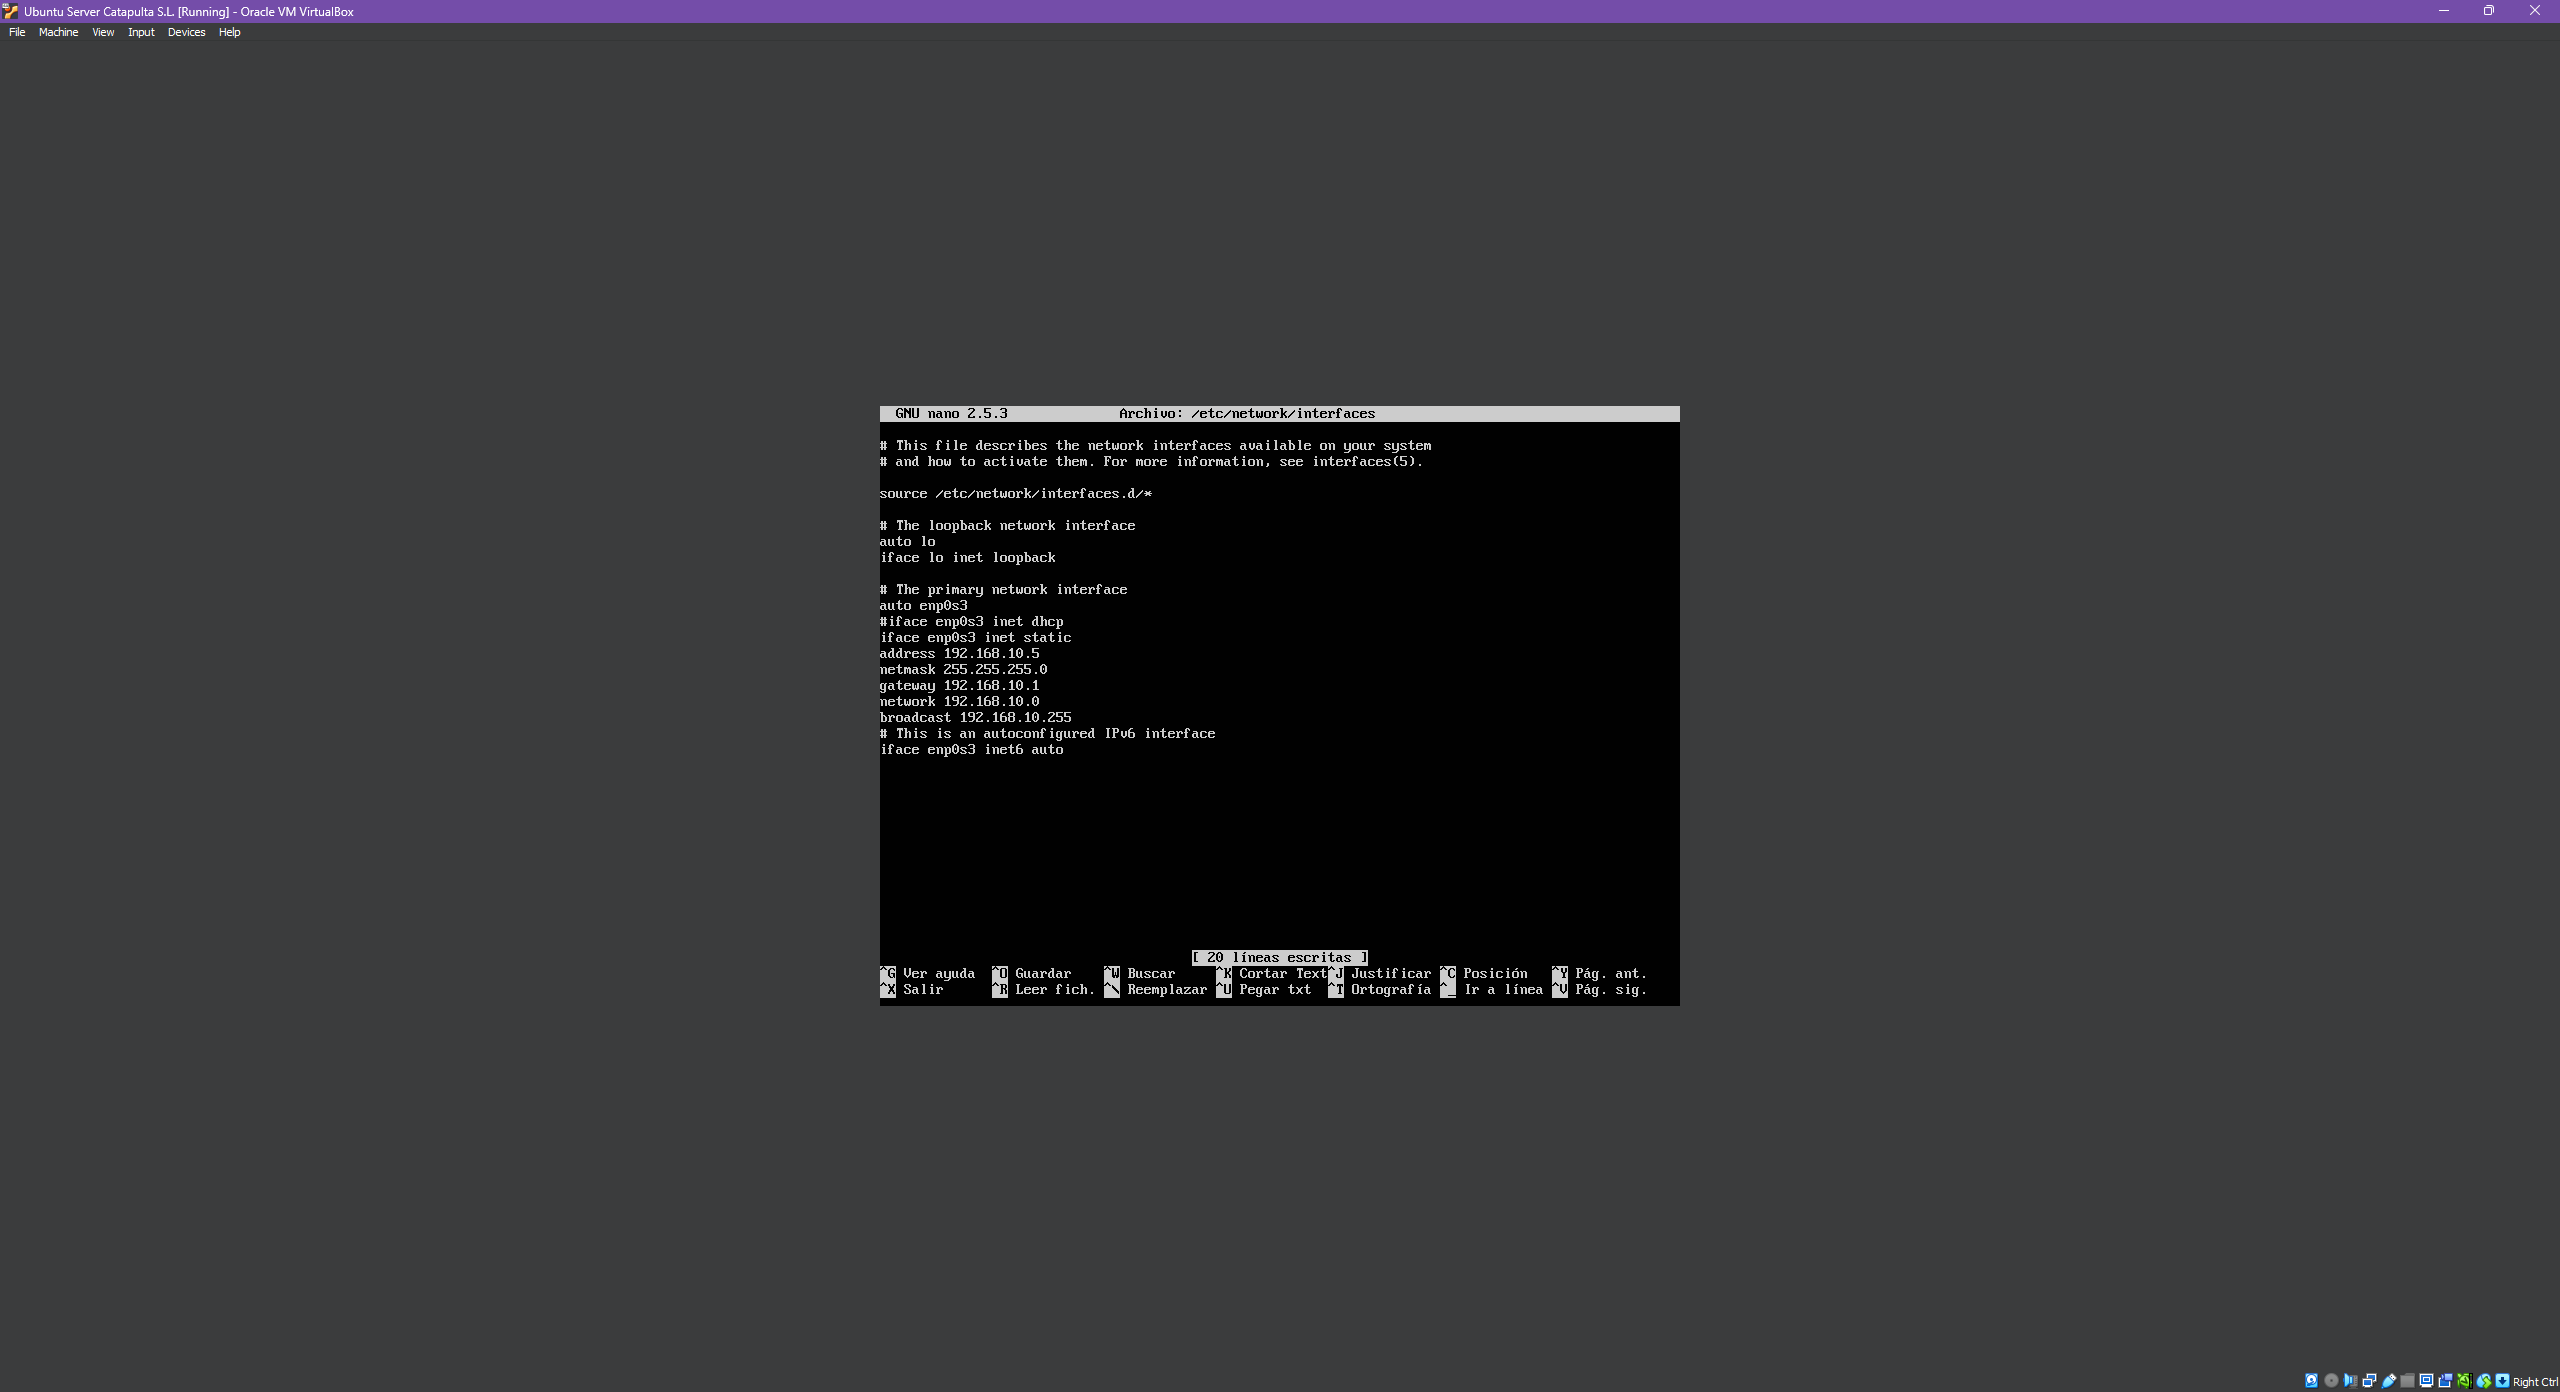 Ubuntu Server Catapulta S.L. [Running] - Oracle VM VirtualBox
File Machine View Input Devices Help
GNU nano 2.5.3 Archivo: /etc/network/interfaces
# This file describes the network interfaces available on your system
# and how to activate them. For more information, see interfaces(5).
source /etc/network/interfaces.d/*
# The loopback network interface
auto lo
iface lo inet loopback
# The primary network interface
auto enp0s3
#iface enp0s3 inet dhcp
iface enp0s3 inet static
address 192.168.10.5
netmask 255.255.255.0
gateway 192.168.10.1
network 192.168.10.0
broadcast 192.168.10.255
# This is an autoconfigured IPv6 interface
iface enp0s3 inet6 auto
[ 20 líneas escritas ]
^G Ver ayuda ^O Guardar ^W Buscar ^K Cortar Text ^J Justificar ^C Posición ^Y Pág. ant.
^X Salir ^R Leer fich. ^\ Reemplazar ^U Pegar txt ^T Ortografía ^_ Ir a línea ^V Pág. sig.
Right Ctrl